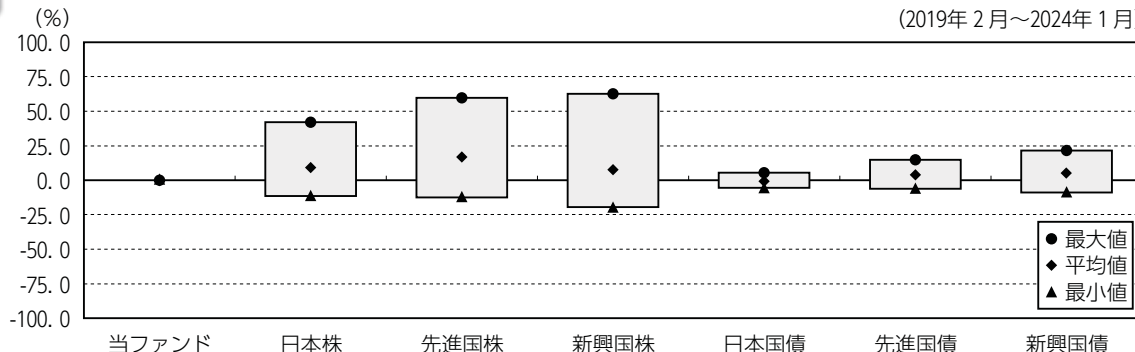 (%)
(2019年2月～2024年1月)
100.0
75.0
50.0
25.0
0.0
-25.0
-50.0
-75.0
-100.0
● 最大値
◆ 平均値
▲ 最小値
当ファンド 日本株 先進国株 新興国株 日本国債 先進国債 新興国債